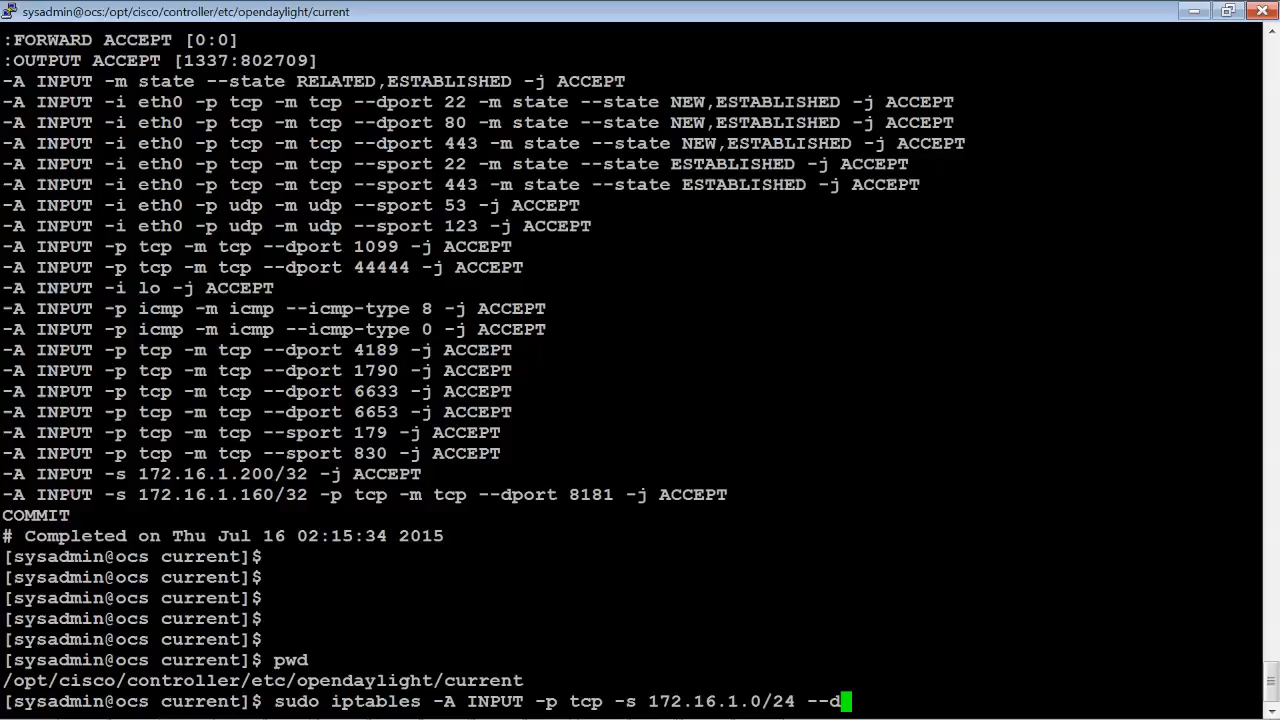 sysadmin@ocs:/opt/cisco/controller/etc/opendaylight/current
:FORWARD ACCEPT [0:0]
:OUTPUT ACCEPT [1337:802709]
-A INPUT -m state --state RELATED,ESTABLISHED -j ACCEPT
-A INPUT -i eth0 -p tcp -m tcp --dport 22 -m state --state NEW,ESTABLISHED -j ACCEPT
-A INPUT -i eth0 -p tcp -m tcp --dport 80 -m state --state NEW,ESTABLISHED -j ACCEPT
-A INPUT -i eth0 -p tcp -m tcp --dport 443 -m state --state NEW,ESTABLISHED -j ACCEPT
-A INPUT -i eth0 -p tcp -m tcp --sport 22 -m state --state ESTABLISHED -j ACCEPT
-A INPUT -i eth0 -p tcp -m tcp --sport 443 -m state --state ESTABLISHED -j ACCEPT
-A INPUT -i eth0 -p udp -m udp --sport 53 -j ACCEPT
-A INPUT -i eth0 -p udp -m udp --sport 123 -j ACCEPT
-A INPUT -p tcp -m tcp --dport 1099 -j ACCEPT
-A INPUT -p tcp -m tcp --dport 44444 -j ACCEPT
-A INPUT -i lo -j ACCEPT
-A INPUT -p icmp -m icmp --icmp-type 8 -j ACCEPT
-A INPUT -p icmp -m icmp --icmp-type 0 -j ACCEPT
-A INPUT -p tcp -m tcp --dport 4189 -j ACCEPT
-A INPUT -p tcp -m tcp --dport 1790 -j ACCEPT
-A INPUT -p tcp -m tcp --dport 6633 -j ACCEPT
-A INPUT -p tcp -m tcp --dport 6653 -j ACCEPT
-A INPUT -p tcp -m tcp --sport 179 -j ACCEPT
-A INPUT -p tcp -m tcp --sport 830 -j ACCEPT
-A INPUT -s 172.16.1.200/32 -j ACCEPT
-A INPUT -s 172.16.1.160/32 -p tcp -m tcp --dport 8181 -j ACCEPT
COMMIT
# Completed on Thu Jul 16 02:15:34 2015
[sysadmin@ocs current]$
[sysadmin@ocs current]$
[sysadmin@ocs current]$
[sysadmin@ocs current]$
[sysadmin@ocs current]$
[sysadmin@ocs current]$ pwd
/opt/cisco/controller/etc/opendaylight/current
[sysadmin@ocs current]$ sudo iptables -A INPUT -p tcp -s 172.16.1.0/24 --d